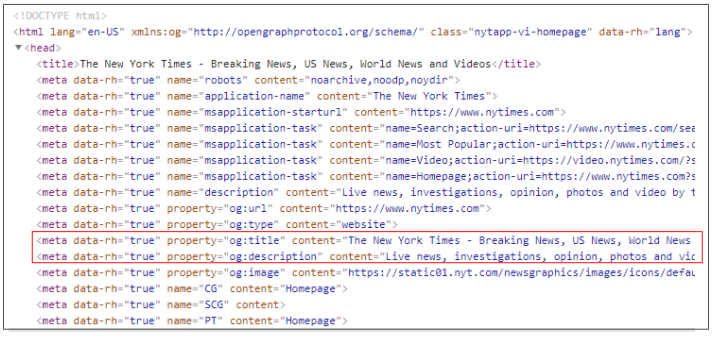 <!DOCTYPE html>
<html lang="en-US" xmlns:og="http://opengraphprotocol.org/schema/" class="nytapp-vi-homepage" data-rh="lang">
▼<head>
<title>The New York Times - Breaking News, US News, World News and Videos</title>
<meta data-rh="true" name="robots" content="noarchive,noodp,noydir">
<meta data-rh="true" name="application-name" content="The New York Times">
<meta data-rh="true" name="msapplication-starturl" content="https://www.nytimes.com">
<meta data-rh="true" name="msapplication-task" content="name=Search;action-uri=https://www.nytimes.com/sea
<meta data-rh="true" name="msapplication-task" content="name=Most Popular;action-uri=https://www.nytimes.c
<meta data-rh="true" name="msapplication-task" content="name=Video;action-uri=https://video.nytimes.com/?s
<meta data-rh="true" name="msapplication-task" content="name=Homepage;action-uri=https://www.nytimes.com/?
<meta data-rh="true" name="description" content="Live news, investigations, opinion, photos and video by t
<meta data-rh="true" property="og:url" content="https://www.nytimes.com">
<meta data-rh="true" property="og:type" content="website">
<meta data-rh="true" property="og:title" content="The New York Times - Breaking News, US News, World News
<meta data-rh="true" property="og:description" content="Live news, investigations, opinion, photos and vid
<meta data-rh="true" property="og:image" content="https://static01.nyt.com/newsgraphics/images/icons/defau
<meta data-rh="true" name="CG" content="Homepage">
<meta data-rh="true" name="SCG" content>
<meta data-rh="true" name="PT" content="Homepage">